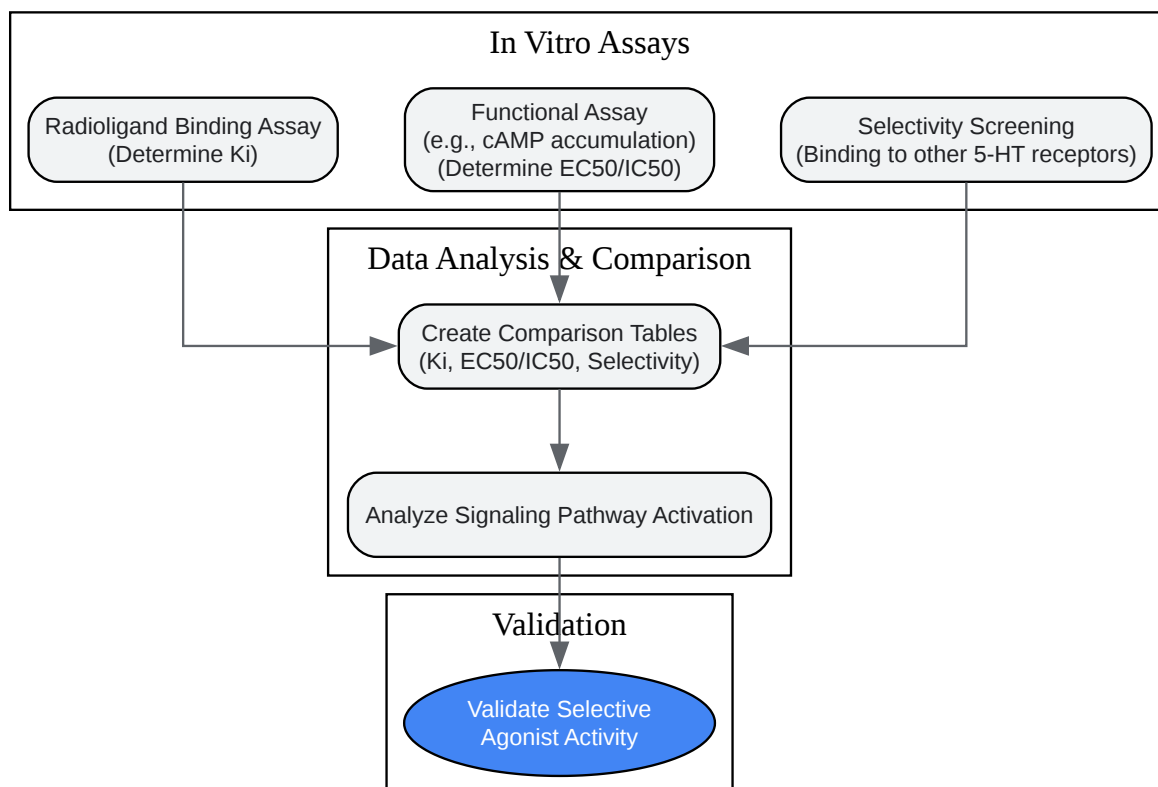 In Vitro Assays
Radioligand Binding Assay
(Determine Ki)
Functional Assay
(e.g., cAMP accumulation)
(Determine EC50/IC50)
Selectivity Screening
(Binding to other 5-HT receptors)
Data Analysis & Comparison
Create Comparison Tables
(Ki, EC50/IC50, Selectivity)
Analyze Signaling Pathway Activation
Validation
Validate Selective
Agonist Activity